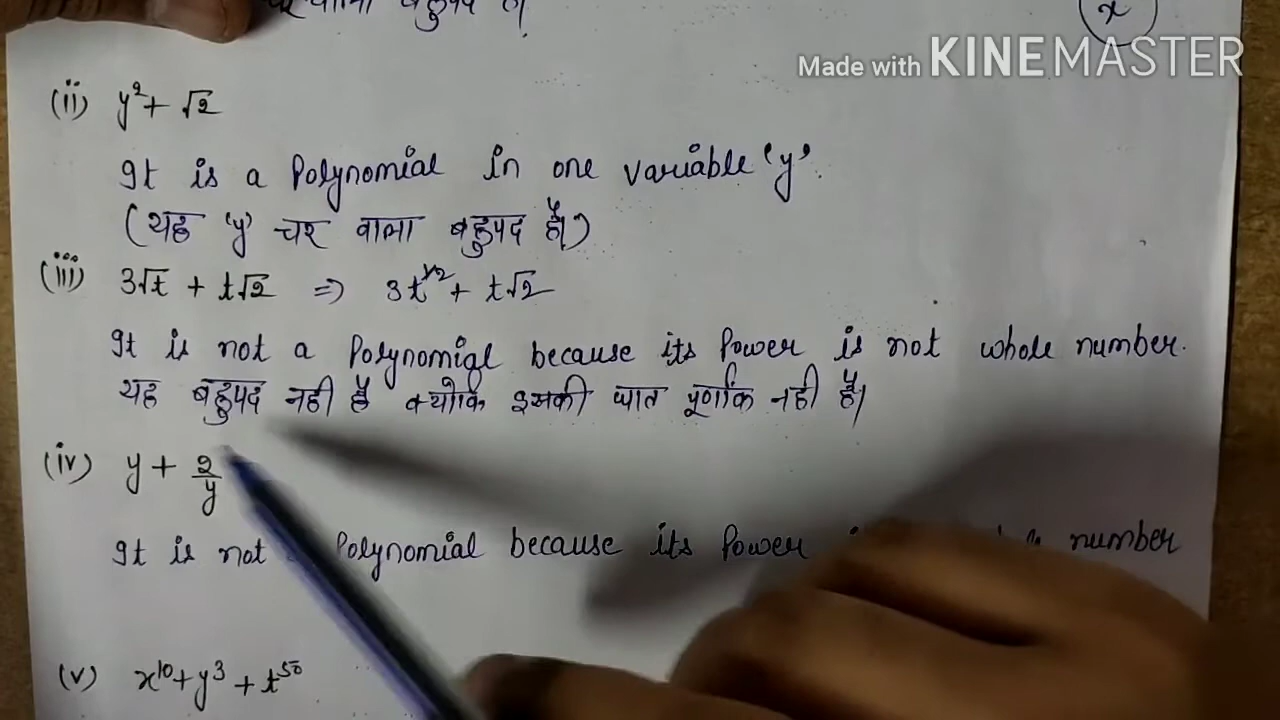 वाला बहुपद है। x
Made with KINEMASTER
(ii) y² + √2
It is a Polynomial in one variable 'y'.
(यह 'y' चर वाला बहुपद है।)
(iii) 3√t + t√2 ⇒ 3t^1/2 + t√2
It is not a Polynomial because its Power is not whole number.
यह बहुपद नही है क्योकि इसकी घात पूर्णांक नही है।
(iv) y + 2/y
It is not Polynomial because its Power number
(v) x¹⁰ + y³ + t⁵⁰